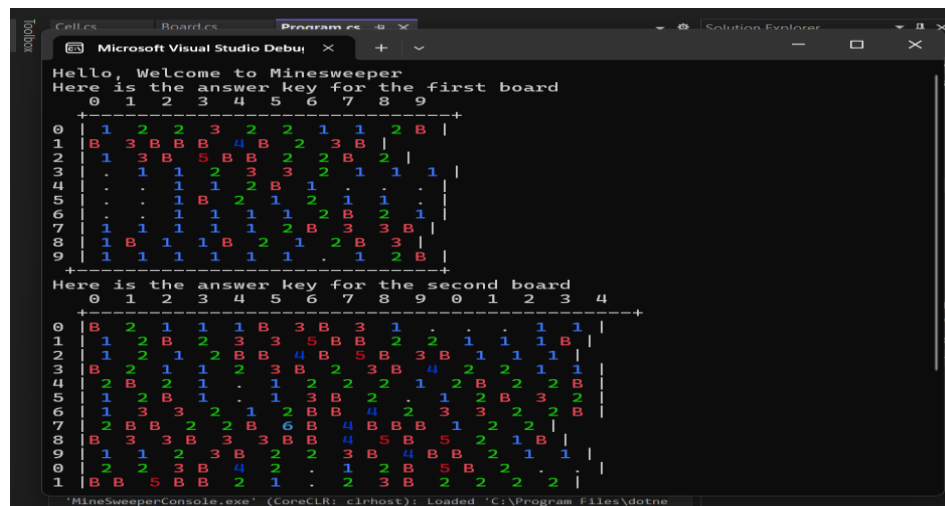 Toolbox
Cell.cs Board.cs Program.cs Solution Explorer
Microsoft Visual Studio Debu
Hello, Welcome to Minesweeper
Here is the answer key for the first board
0 1 2 3 4 5 6 7 8 9
+----------------------------------------+
0 | 1 2 2 3 2 2 1 1 2 B |
1 |B 3 B B B 4 B 2 3 B |
2 | 1 3 B 5 B B 2 2 B 2 |
3 | . 1 1 2 3 3 2 1 1 1 |
4 | . . 1 1 2 B 1 . . . |
5 | . . 1 B 2 1 2 1 1 . |
6 | . . 1 1 1 1 2 B 2 1 |
7 | 1 1 1 1 1 2 B 3 3 B |
8 | 1 B 1 1 B 2 1 2 B 3 |
9 | 1 1 1 1 1 1 . 1 2 B |
+----------------------------------------+
Here is the answer key for the second board
0 1 2 3 4 5 6 7 8 9 0 1 2 3 4
+------------------------------------------------------------+
0 |B 2 1 1 1 B 3 B 3 1 . . . 1 1 |
1 | 1 2 B 2 3 3 5 B B 2 2 1 1 1 B |
2 | 1 2 1 2 B B 4 B 5 B 3 B 1 1 1 |
3 |B 2 1 1 2 3 B 2 3 B 4 2 2 1 1 |
4 | 2 B 2 1 . 1 2 2 2 1 2 B 2 2 B |
5 | 1 2 B 1 . 1 3 B 2 . 1 2 B 3 2 |
6 | 1 3 3 2 1 2 B B 4 2 3 3 2 2 B |
7 | 2 B B 2 2 B 6 B 4 B B B 1 2 2 |
8 |B 3 3 B 3 3 B B 4 5 B 5 2 1 B |
9 | 1 1 2 3 B 2 2 3 B 4 B B 2 1 1 |
0 | 2 2 3 B 4 2 . 1 2 B 5 B 2 . . |
1 |B B 5 B B 2 1 . 2 3 B 2 2 2 2 |
'MineSweeperConsole.exe' (CoreCLR: clrhost): Loaded 'C:\Program Files\dotne